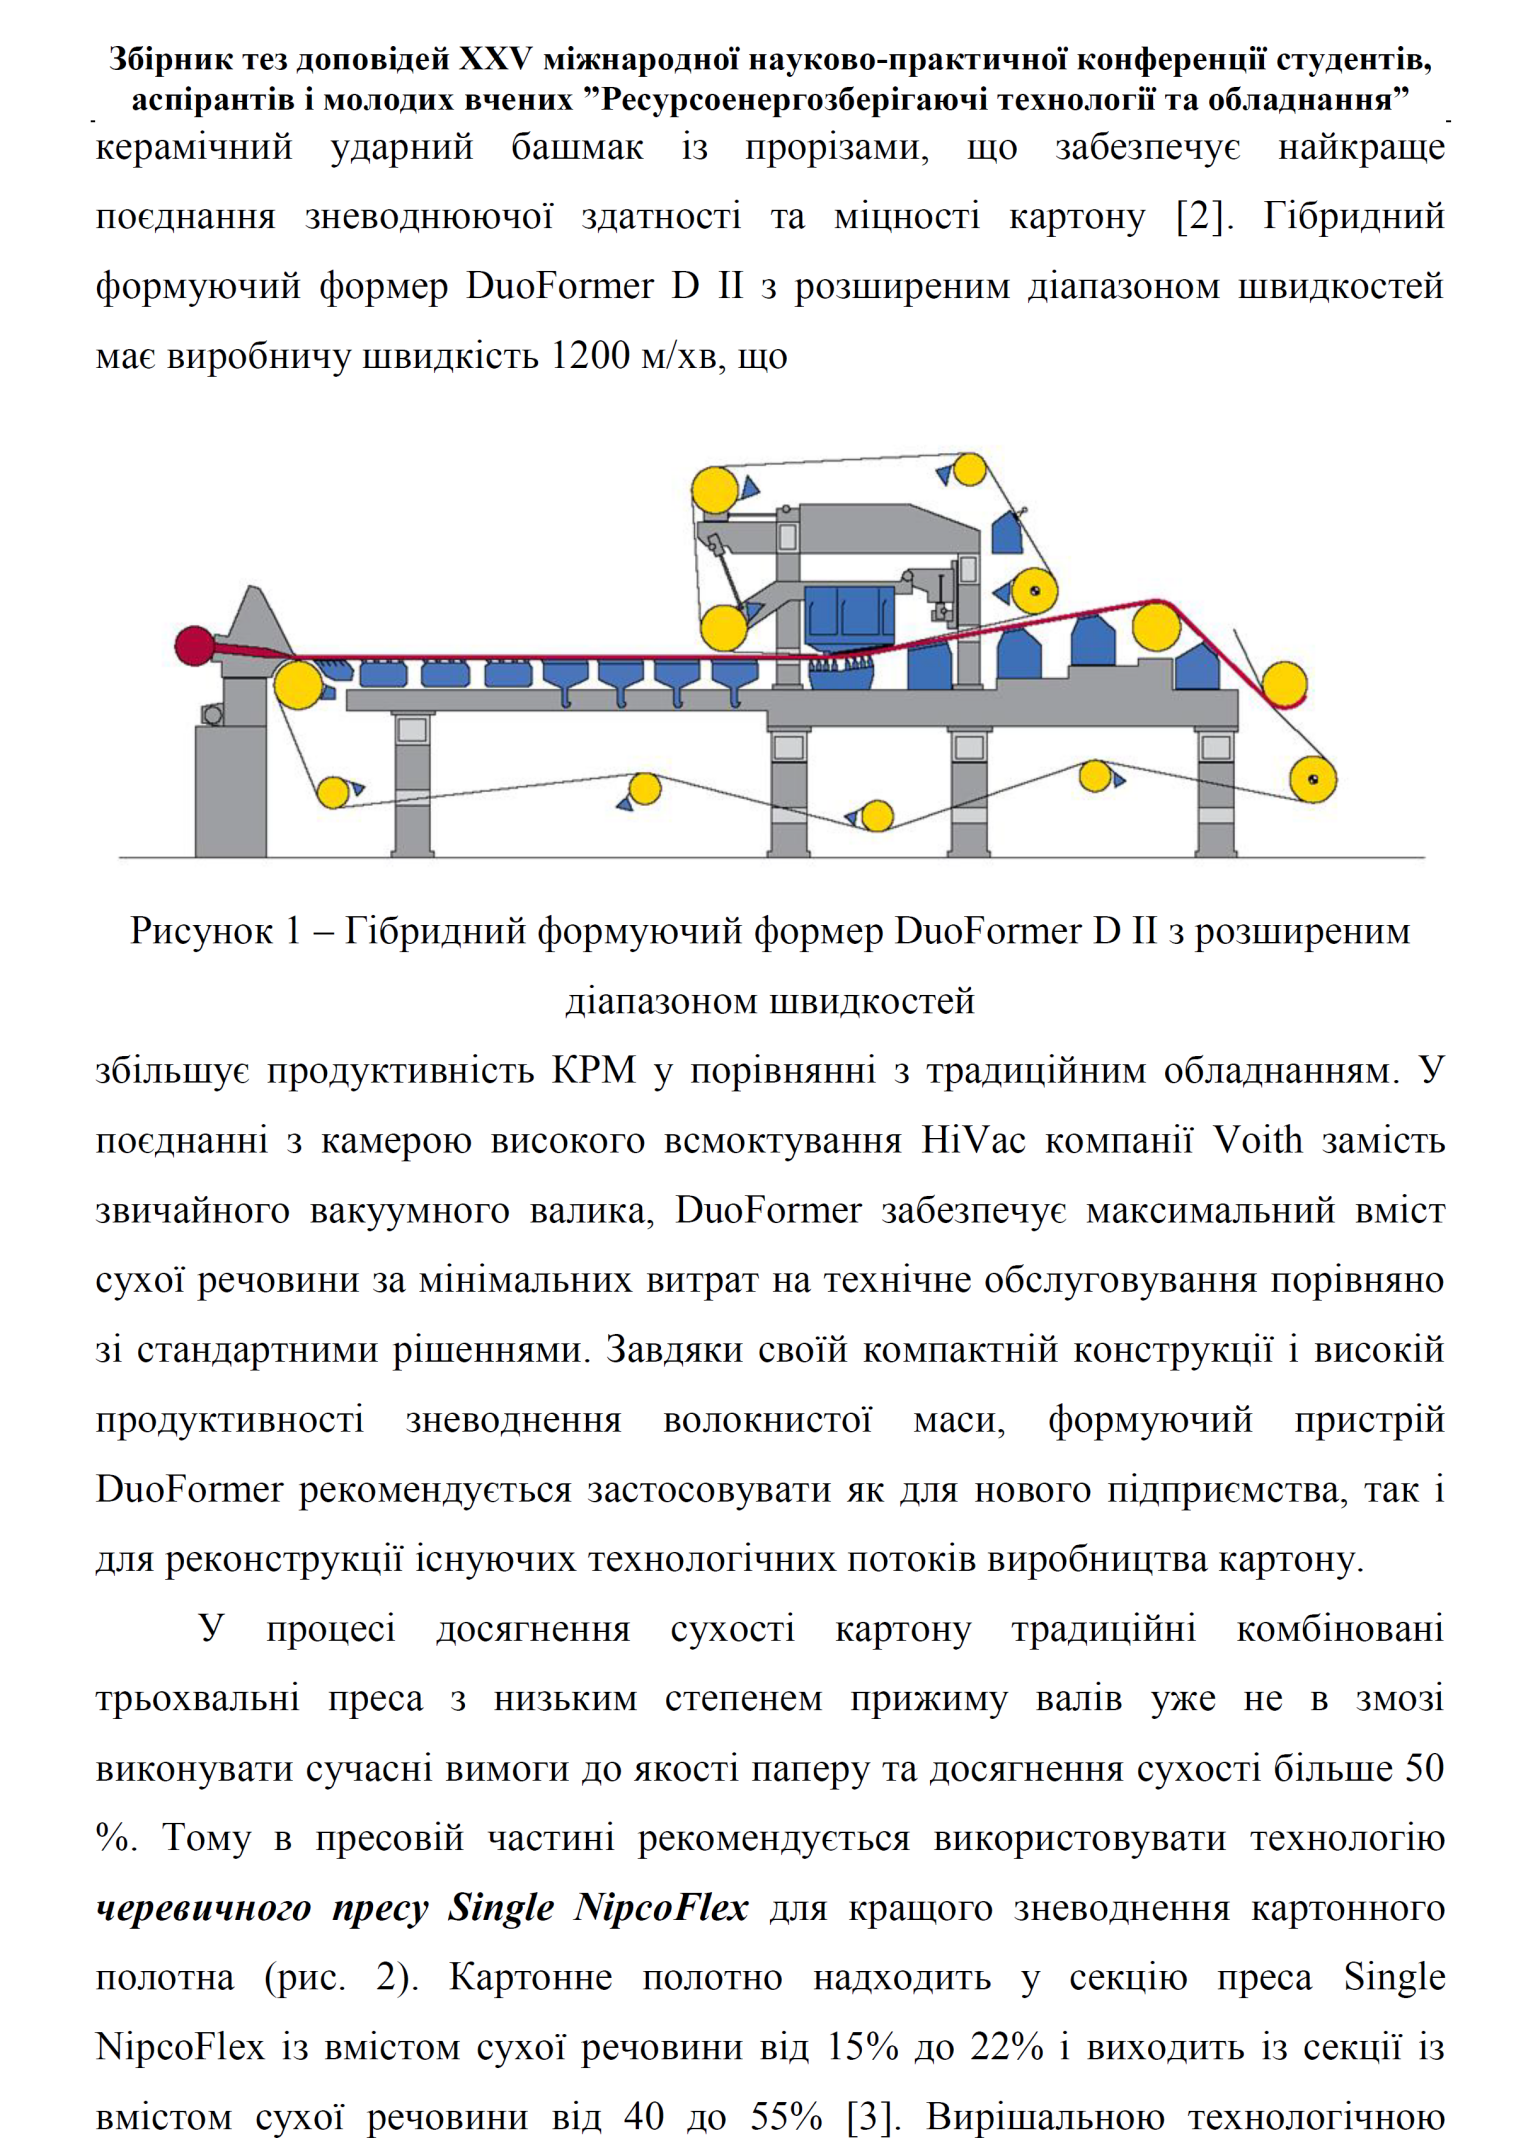 Збірник тез доповідей XXV міжнародної науково-практичної конференції студентів,
аспірантів і молодих вчених ”Ресурсоенергозберігаючі технології та обладнання”
керамічний ударний башмак із прорізами, що забезпечує найкраще
поєднання зневоднюючої здатності та міцності картону [2]. Гібридний
формуючий формер DuoFormer D II з розширеним діапазоном швидкостей
має виробничу швидкість 1200 м/хв, що
Рисунок 1 – Гібридний формуючий формер DuoFormer D II з розширеним
діапазоном швидкостей
збільшує продуктивність КРМ у порівнянні з традиційним обладнанням. У
поєднанні з камерою високого всмоктування HiVac компанії Voith замість
звичайного вакуумного валика, DuoFormer забезпечує максимальний вміст
сухої речовини за мінімальних витрат на технічне обслуговування порівняно
зі стандартними рішеннями. Завдяки своїй компактній конструкції і високій
продуктивності зневоднення волокнистої маси, формуючий пристрій
DuoFormer рекомендується застосовувати як для нового підприємства, так і
для реконструкції існуючих технологічних потоків виробництва картону.
У процесі досягнення сухості картону традиційні комбіновані
трьохвальні преса з низьким степенем прижиму валів уже не в змозі
виконувати сучасні вимоги до якості паперу та досягнення сухості більше 50
%. Тому в пресовій частині рекомендується використовувати технологію
черевичного пресу Single NipcoFlex для кращого зневоднення картонного
полотна (рис. 2). Картонне полотно надходить у секцію преса Single
NipcoFlex із вмістом сухої речовини від 15% до 22% і виходить із секції із
вмістом сухої речовини від 40 до 55% [3]. Вирішальною технологічною